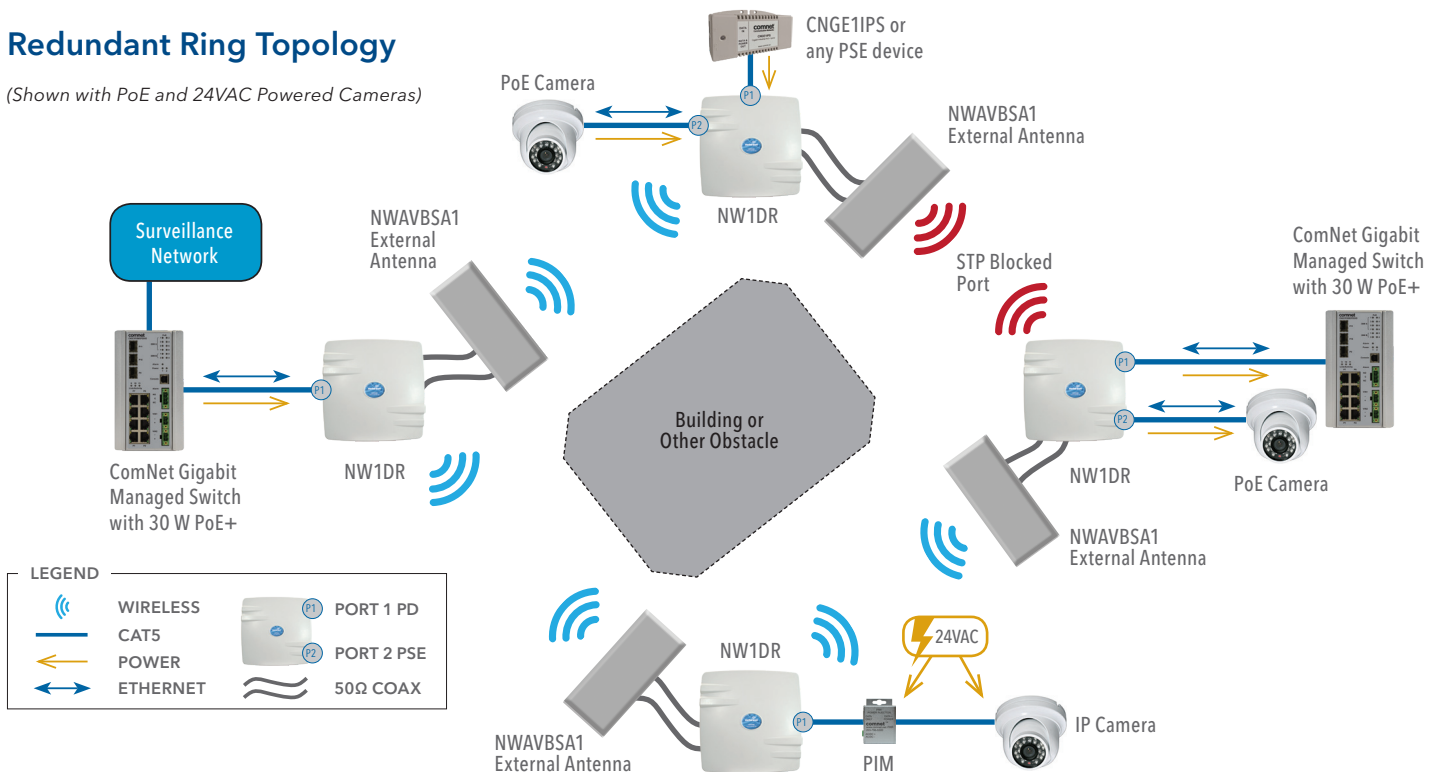 Redundant Ring Topology
(Shown with PoE and 24VAC Powered Cameras)
comnet
CNGE1IPS or
any PSE device
PoE Camera
P1
P2
NW1DR
NWAVBSA1
External Antenna
STP Blocked
Port
Surveillance
Network
NWAVBSA1
External
Antenna
comnet
P1
NW1DR
ComNet Gigabit
Managed Switch
with 30 W PoE+
Building or
Other Obstacle
ComNet Gigabit
Managed Switch
with 30 W PoE+
comnet
P1
P2
NW1DR
PoE Camera
NWAVBSA1
External Antenna
24VAC
NW1DR
P1
comnet
PIM
IP Camera
NWAVBSA1
External Antenna
LEGEND
WIRELESS
CAT5
POWER
ETHERNET
P1 PORT 1 PD
P2 PORT 2 PSE
50Ω COAX